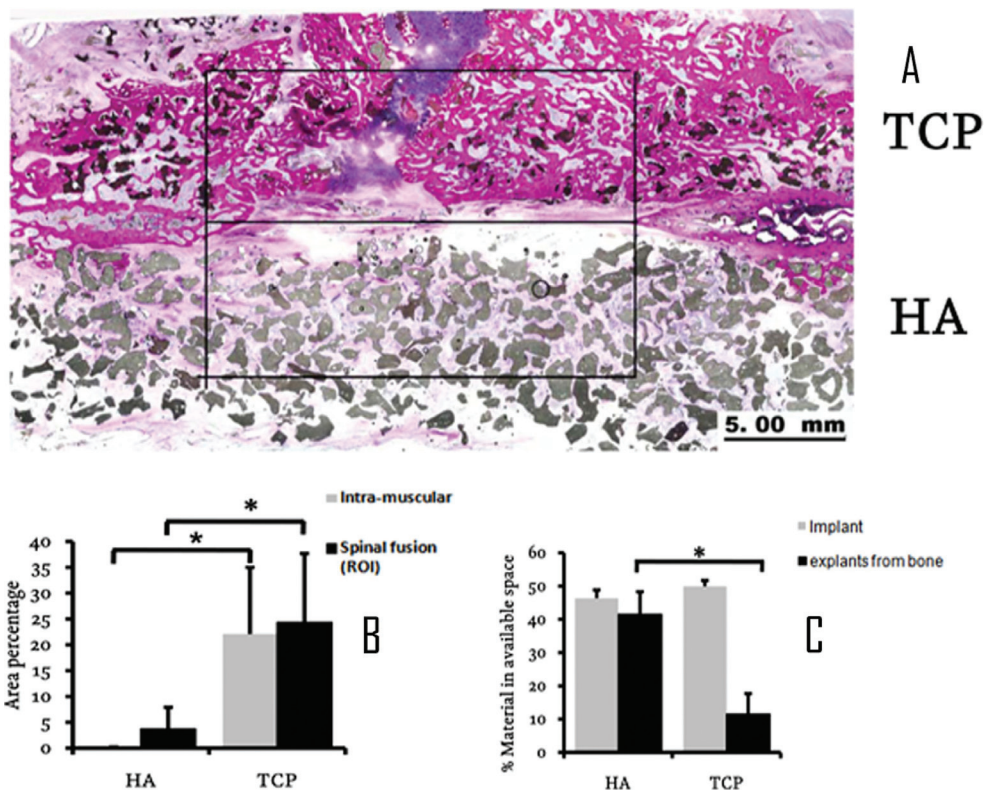 A
TCP
HA
5. 00 mm
Intra-muscular
Spinal fusion
(ROI)
*
*
40
35
30
25
20
15
10
5
0
Area percentage
HA
TCP
B
Implant
explants from bone
*
60
50
40
30
20
10
0
% Material in available space
HA
TCP
C